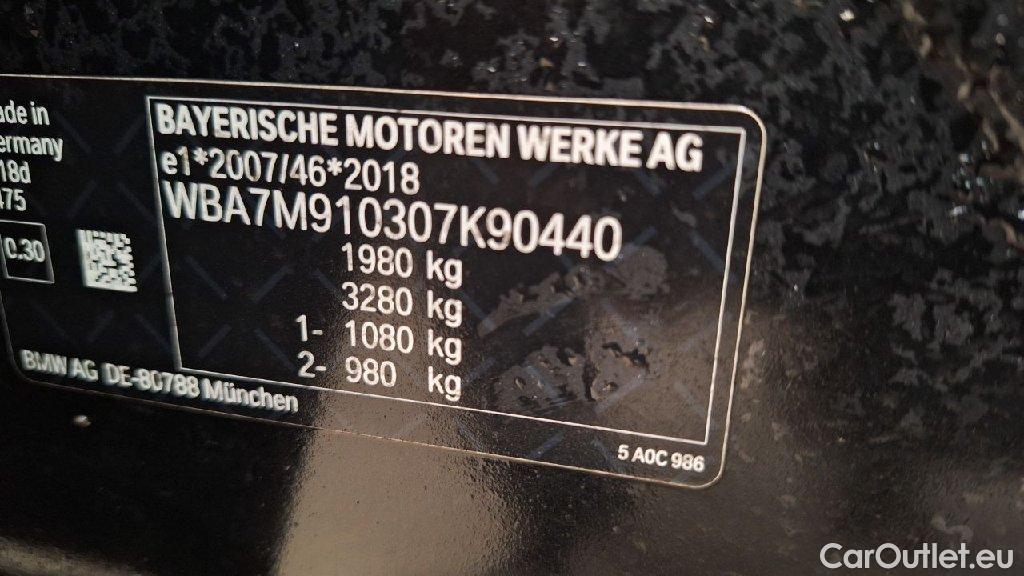 ade in
ermany
18d
475
0.30
BAYERISCHE MOTOREN WERKE AG
e1*2007/46*2018
WBA7M910307K90440
1980 kg
3280 kg
1- 1080 kg
2- 980 kg
BMW AG DE-80788 München
5 A0C 986
CarOutlet.eu